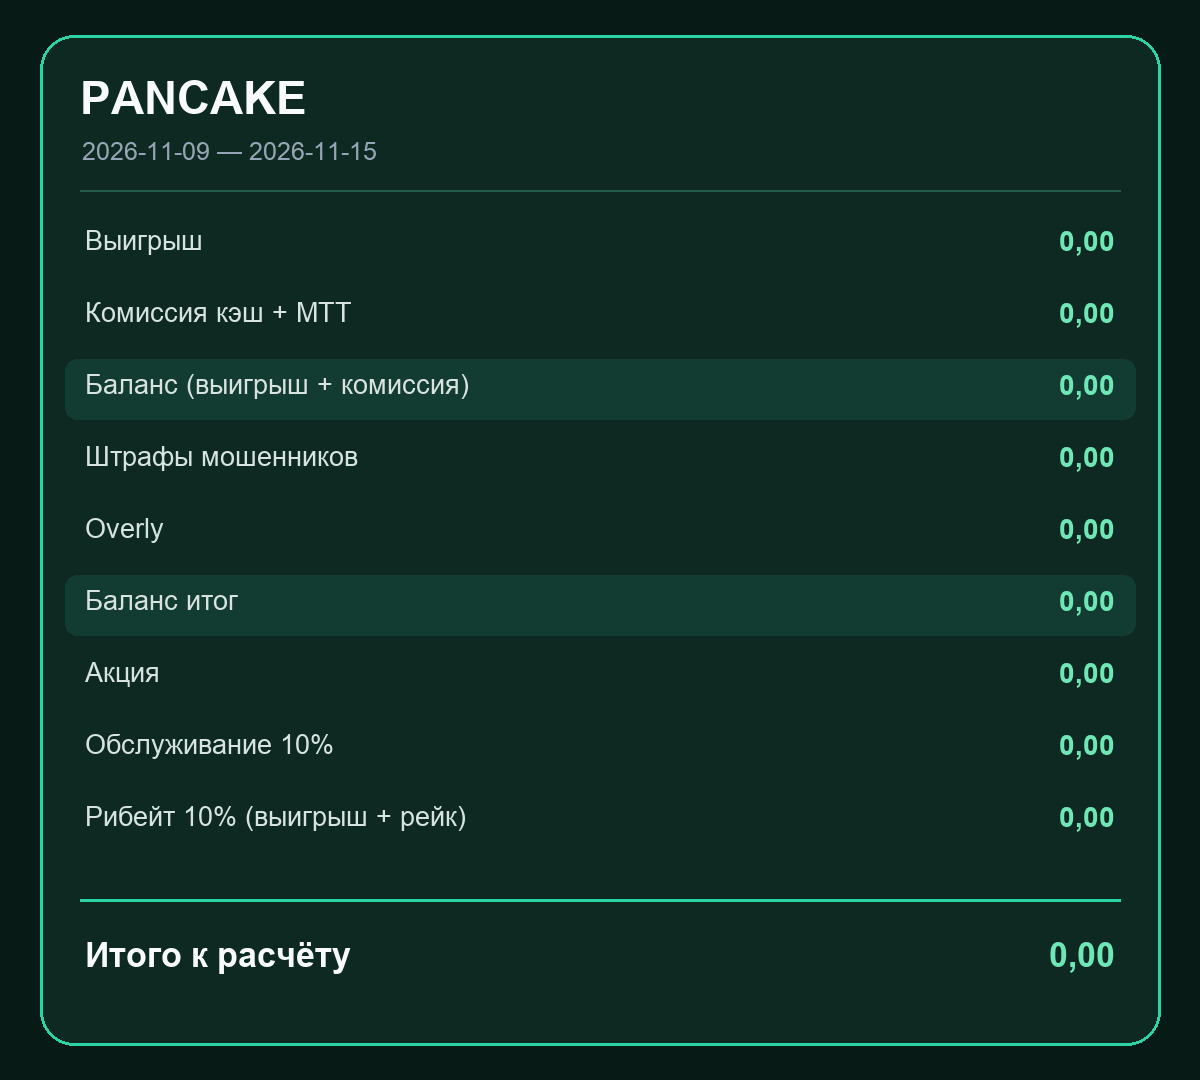 PANCAKE
2026-11-09 — 2026-11-15
Выигрыш 0,00
Комиссия кэш + МТТ 0,00
Баланс (выигрыш + комиссия) 0,00
Штрафы мошенников 0,00
Overly 0,00
Баланс итог 0,00
Акция 0,00
Обслуживание 10% 0,00
Рибейт 10% (выигрыш + рейк) 0,00
Итого к расчёту 0,00